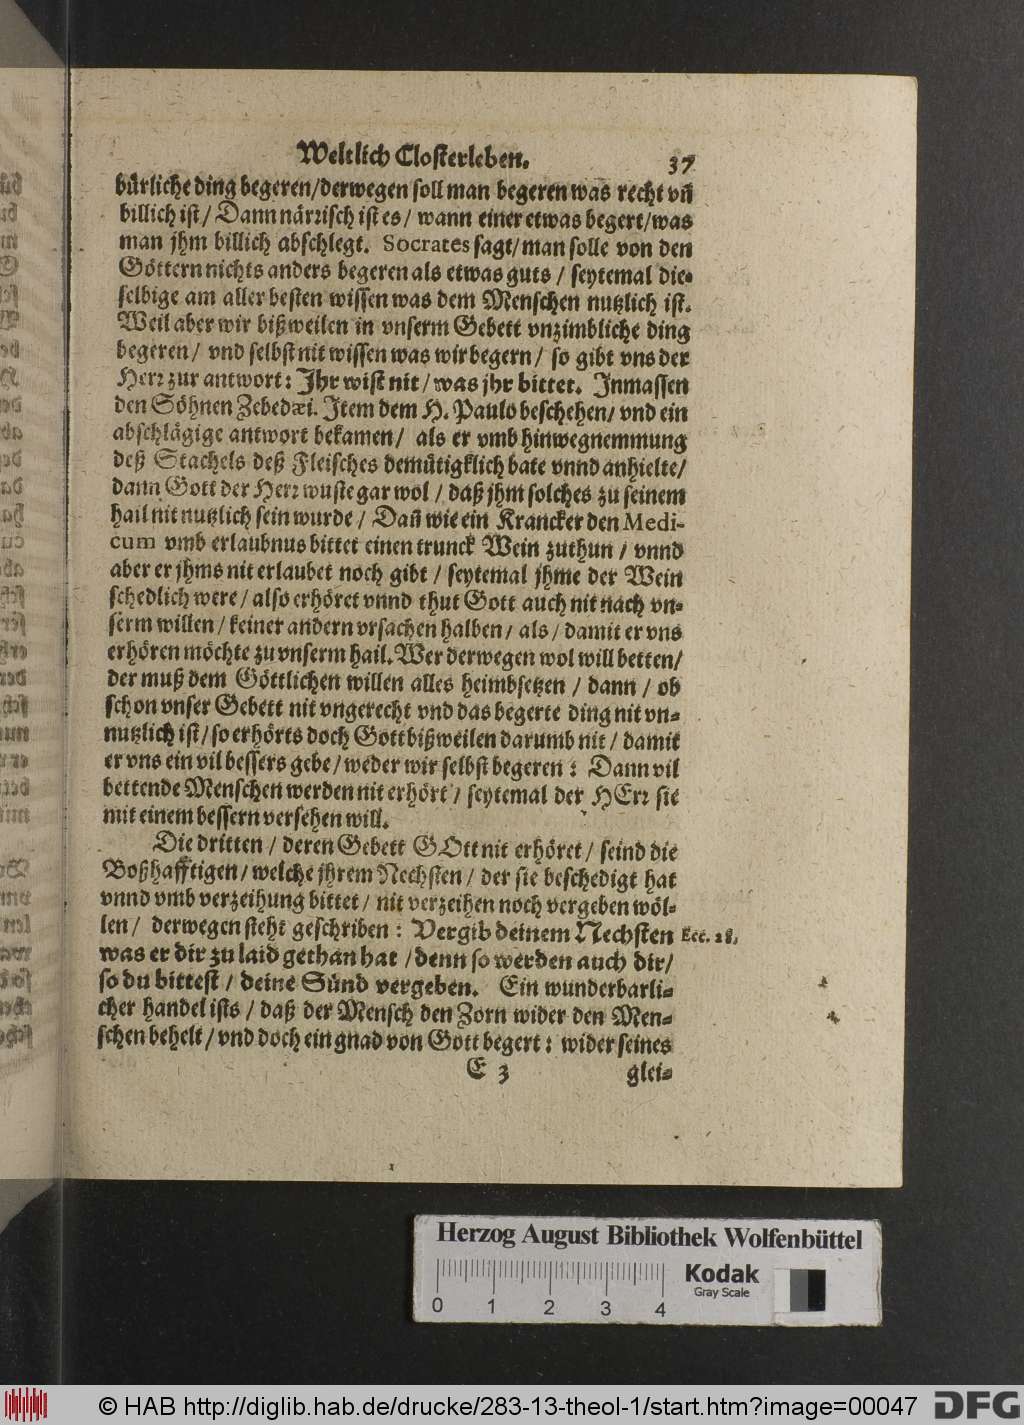 Weltlich Closterleben. 37
bürliche ding begeren/derwegen soll man begeren was recht vñ
billich ist/ Dann närrisch ist es/ wann einer etwas begert/was
man jhm billich abschlegt. Socrates sagt/man solle von den
Göttern nichts anders begeren als etwas guts/ seytemal die-
selbige am aller besten wissen was dem Menschen nutzlich ist.
Weil aber wir bißweilen in vnserm Gebett vnzimbliche ding
begeren/ vnd selbst nit wissen was wir begern/ so gibt vns der
Herr zur antwort: Jhr wist nit/was jhr bittet. Jnmassen
den Söhnen Zebedæi. Jtem dem H. Paulo beschehen/ vnd ein
abschlägige antwort bekamen/ als er vmb hinwegnemmung
deß Stachels deß Fleisches demütigklich bate vnnd anhielte/
dann Gott der Herr wuste gar wol/ daß jhm solches zu seinem
hail nit nutzlich sein wurde/ Dañ wie ein Krancker den Medi-
cum vmb erlaubnus bittet einen trunck Wein zuthun/ vnnd
aber er jhms nit erlaubet noch gibt/ seytemal jhme der Wein
schedlich were/ also erhöret vnnd thut Gott auch nit nach vn-
serm willen/ keiner andern vrsachen halben/ als/ damit er vns
erhören möchte zu vnserm hail. Wer derwegen wol will betten/
der muß dem Göttlichen willen alles heimbsetzen/ dann/ ob
schon vnser Gebett nit vngerecht vnd das begerte ding nit vn-
nutzlich ist/ so erhörts doch Gott bißweilen darumb nit/ damit
er vns ein vil bessers gebe/ weder wir selbst begeren: Dann vil
bettende Menschen werden nit erhört/ seytemal der HErr sie
mit einem bessern versehen will.
Die dritten/ deren Gebett GOtt nit erhöret/ seind die
Boßhafftigen/ welche jhrem Nechsten/ der sie beschedigt hat
vnnd vmb verzeihung bittet/ nit verzeihen noch vergeben wöl-
len/ derwegen steht geschriben: Vergib deinem Nechsten Ecc. 28.
was er dir zu laid gethan hat/denn so werden auch dir/
so du bittest/ deine Sünd vergeben. Ein wunderbarli-
cher handel ists/ daß der Mensch den Zorn wider den Men-
schen behelt/ vnd doch ein gnad von Gott begert: wider seines
E 3 glei-
Herzog August Bibliothek Wolfenbüttel
0 1 2 3 4
Kodak
Gray Scale
© HAB http://diglib.hab.de/drucke/283-13-theol-1/start.htm?image=00047
DFG